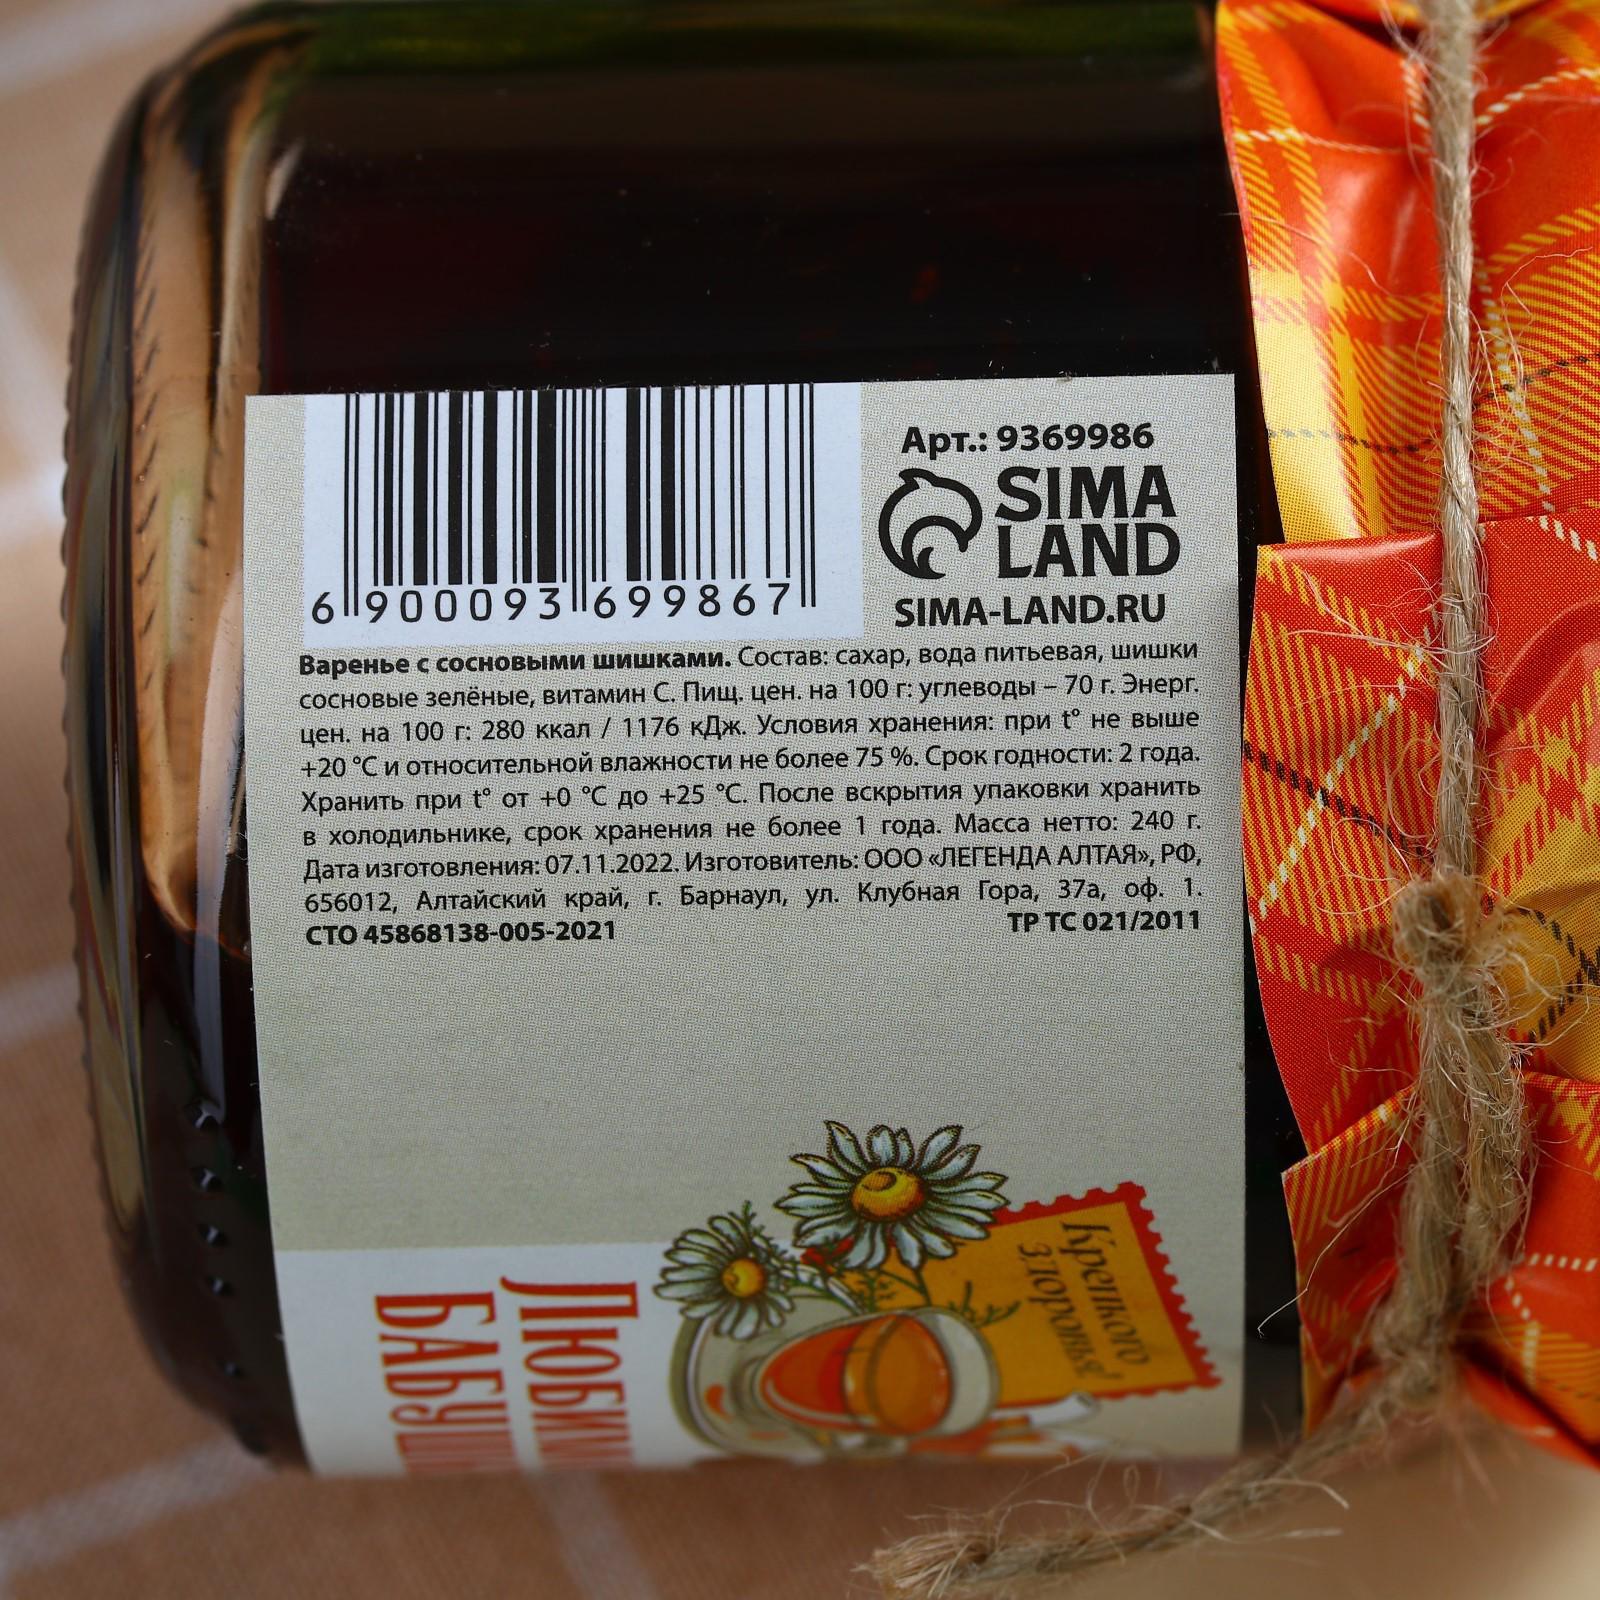 Арт.: 9369986
SIMA
LAND
SIMA-LAND.RU
6 900093 699867
Варенье с сосновыми шишками. Состав: сахар, вода питьевая, шишки
сосновые зелёные, витамин С. Пищ. цен. на 100 г: углеводы – 70 г. Энерг.
цен. на 100 г: 280 ккал / 1176 кДж. Условия хранения: при t° не выше
+20 °С и относительной влажности не более 75 %. Срок годности: 2 года.
Хранить при t° от +0 °С до +25 °С. После вскрытия упаковки хранить
в холодильнике, срок хранения не более 1 года. Масса нетто: 240 г.
Дата изготовления: 07.11.2022. Изготовитель: ООО «ЛЕГЕНДА АЛТАЯ», РФ,
656012, Алтайский край, г. Барнаул, ул. Клубная Гора, 37а, оф. 1.
СТО 45868138-005-2021 ТР ТС 021/2011
Крепкого
здоровья!